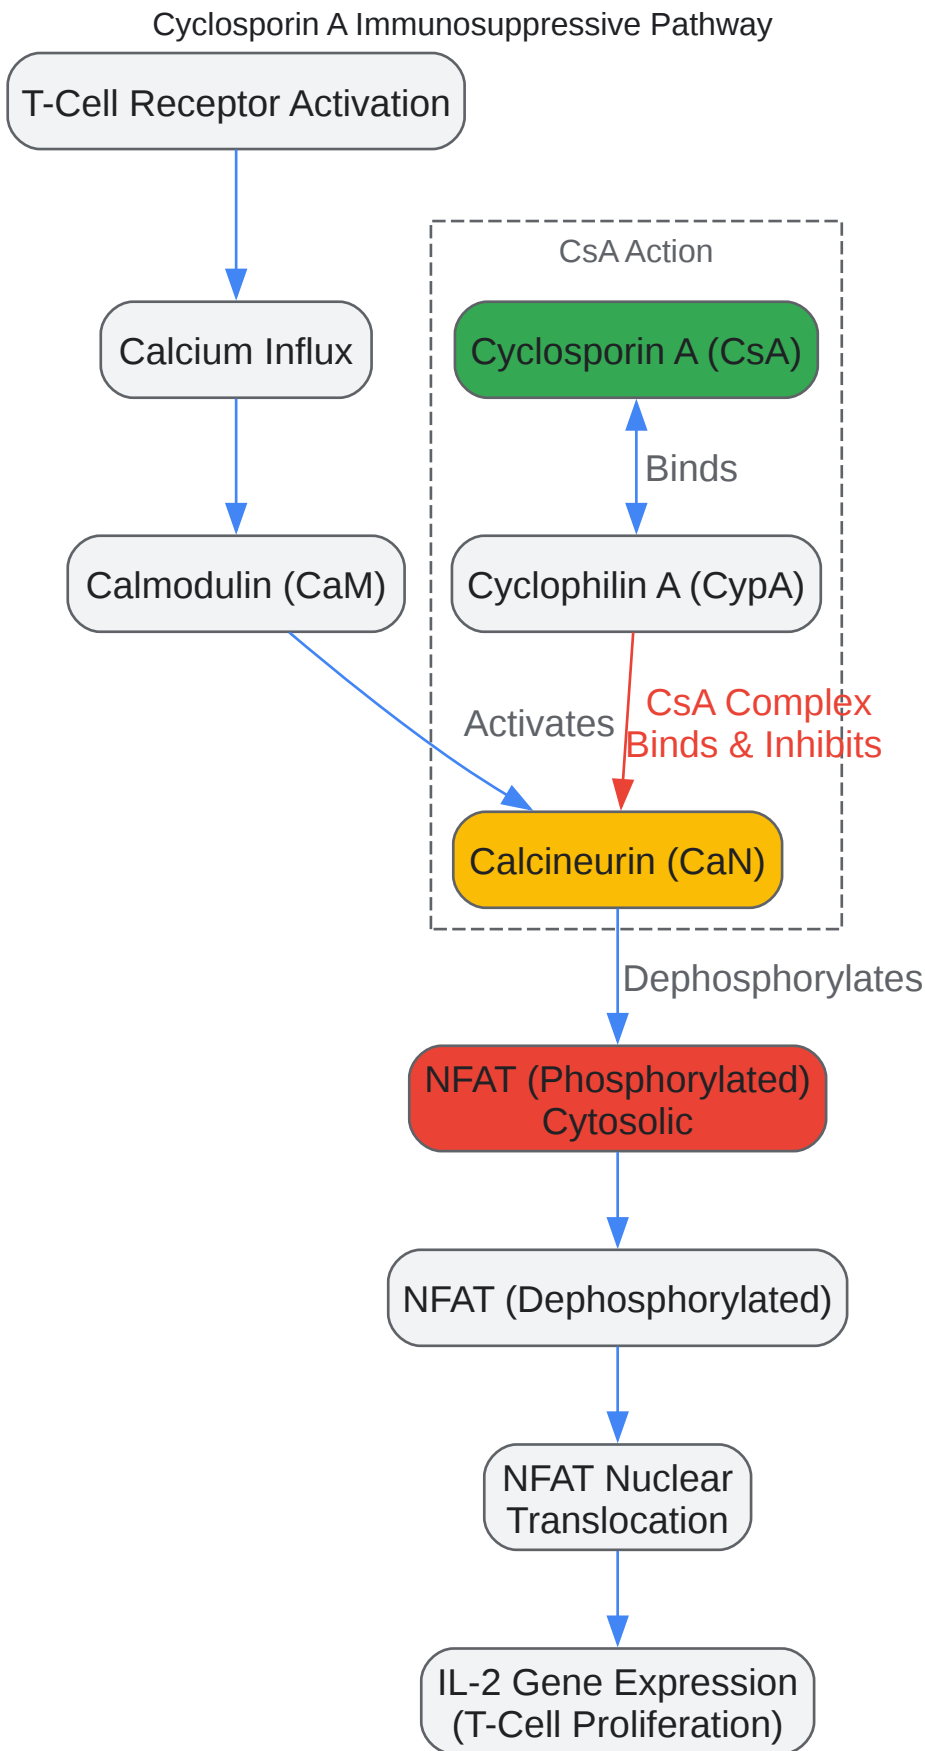 Cyclosporin A Immunosuppressive Pathway
T-Cell Receptor Activation
CsA Action
Calcium Influx
Cyclosporin A (CsA)
Binds
Calmodulin (CaM)
Cyclophilin A (CypA)
Activates
CsA Complex
Binds & Inhibits
Calcineurin (CaN)
Dephosphorylates
NFAT (Phosphorylated)
Cytosolic
NFAT (Dephosphorylated)
NFAT Nuclear
Translocation
IL-2 Gene Expression
(T-Cell Proliferation)